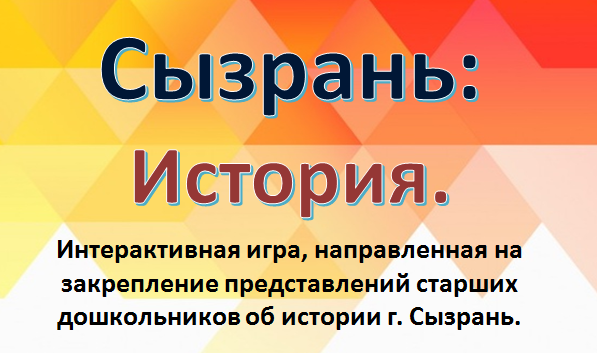 Сызрань:
История.
Интерактивная игра, направленная на
закрепление представлений старших
дошкольников об истории г. Сызрань.